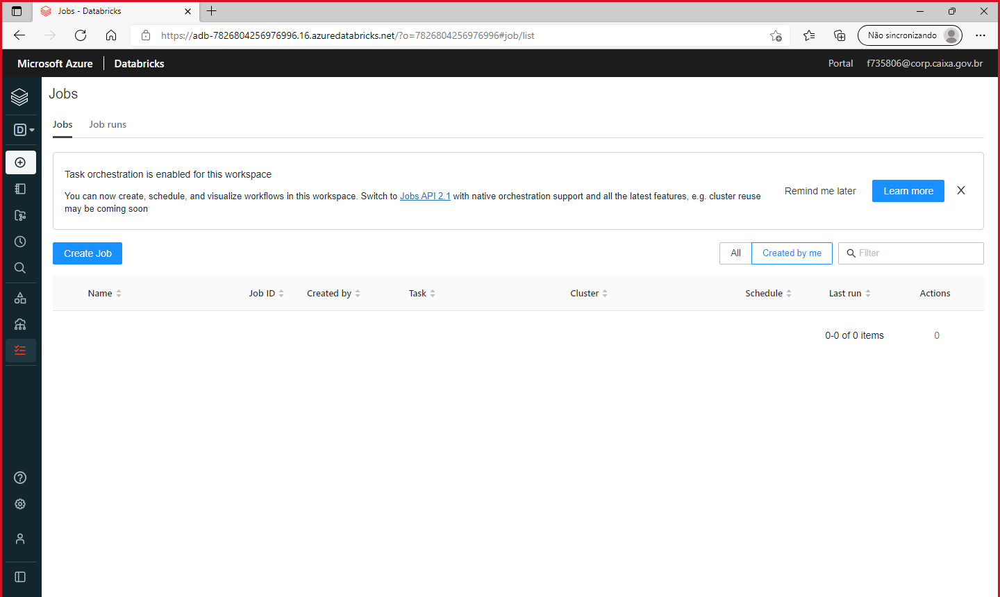 Jobs - Databricks
https://adb-7826804256976996.16.azuredatabricks.net/?o=7826804256976996#job/list
Não sincronizando
Microsoft Azure
Databricks
Portal
f735806@corp.caixa.gov.br
D
Jobs
Jobs
Job runs
Task orchestration is enabled for this workspace
You can now create, schedule, and visualize workflows in this workspace. Switch to Jobs API 2.1 with native orchestration support and all the latest features, e.g. cluster reuse
may be coming soon
Remind me later
Learn more
Create Job
All
Created by me
Filter
Name
Job ID
Created by
Task
Cluster
Schedule
Last run
Actions
0-0 of 0 items
0